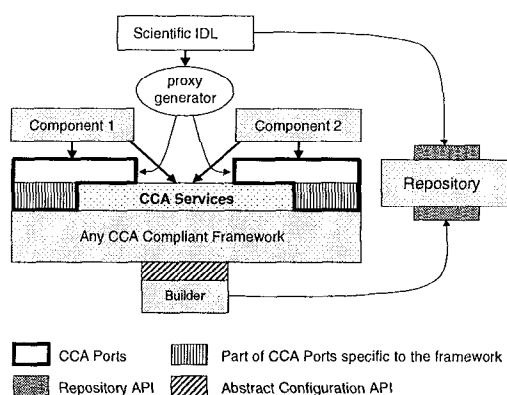 Scientific IDL
proxy
generator
Component 1
Component 2
Repository
CCA Services
Any CCA Compliant Framework
Builder
CCA Ports
Part of CCA Ports specific to the framework
Repository API
Abstract Configuration API